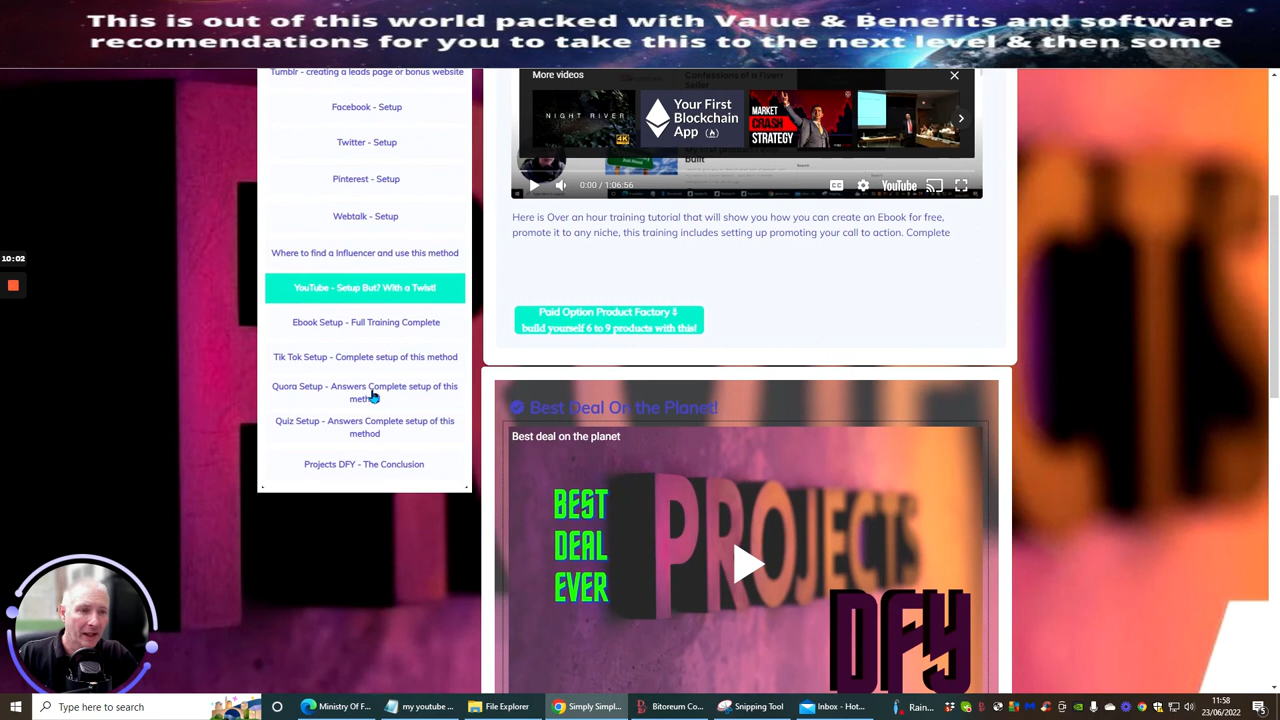 This is out of this world packed with Value & Benefits and software
recomendations for you to take this to the next level & then some
Tumblr - creating a leads page or bonus website
Facebook - Setup
Twitter - Setup
Pinterest - Setup
Webtalk - Setup
Where to find a Influencer and use this method
YouTube - Setup But? With a Twist!
Ebook Setup - Full Training Complete
Tik Tok Setup - Complete setup of this method
Quora Setup - Answers Complete setup of this
method
Quiz Setup - Answers Complete setup of this
method
Projects DFY - The Conclusion
10:02
More videos
Confessions of a Fiverr
Seller
NIGHT RIVER
4K
Your First
Blockchain
App
MARKET
CRASH
STRATEGY
built
0:00 / 1:06:56
CC
YouTube
Here is Over an hour training tutorial that will show you how you can create an Ebook for free,
promote it to any niche, this training includes setting up promoting your call to action. Complete
Paid Option Product Factory
build yourself 6 to 9 products with this!
Best Deal On the Planet!
Best deal on the planet
BEST
DEAL
EVER
PROJECTS
DFY
Type here to search
Ministry Of F...
my youtube ...
File Explorer
Simply Simpl...
Bitoreum Co...
Snipping Tool
Inbox - Hot...
Rain...
11:58
23/06/2022